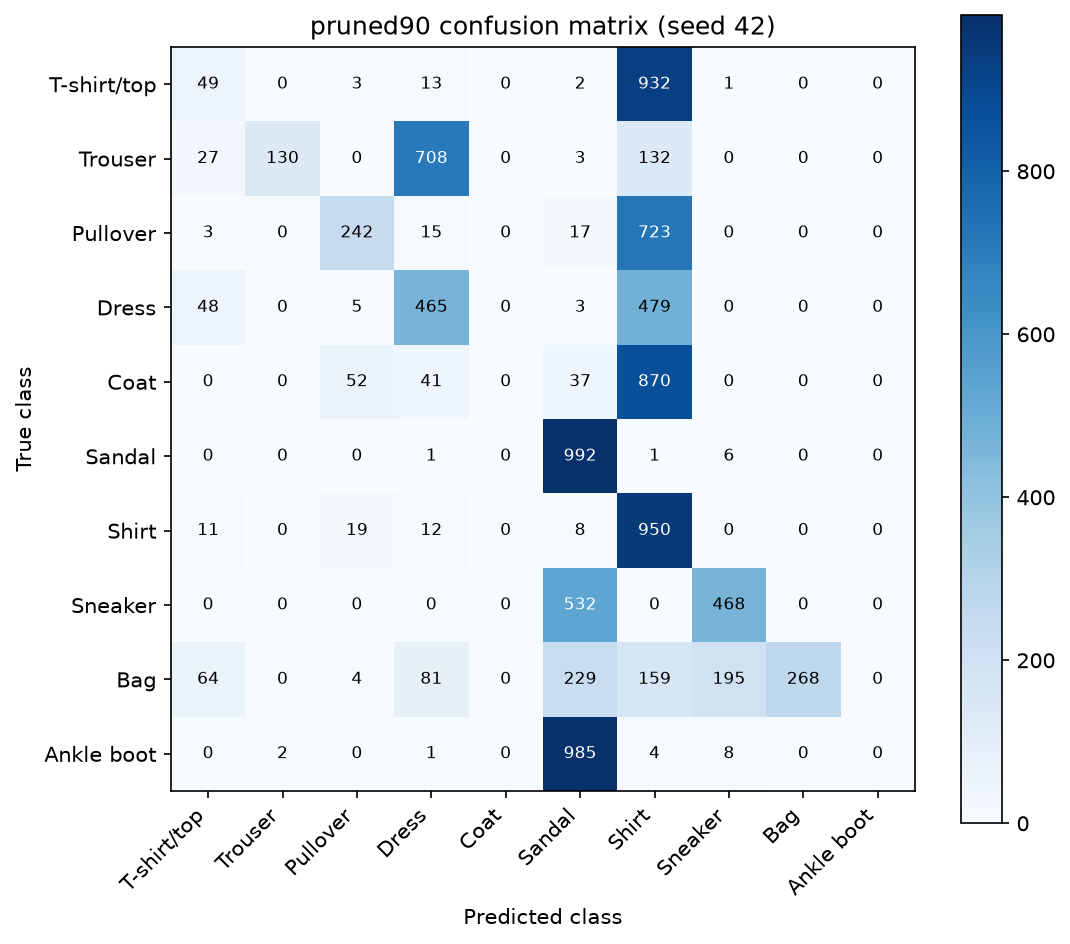 pruned90 confusion matrix (seed 42)
T-shirt/top 49 0 3 13 0 2 932 1 0 0
Trouser 27 130 0 708 0 3 132 0 0 0
Pullover 3 0 242 15 0 17 723 0 0 0
Dress 48 0 5 465 0 3 479 0 0 0
Coat 0 0 52 41 0 37 870 0 0 0
Sandal 0 0 0 1 0 992 1 6 0 0
Shirt 11 0 19 12 0 8 950 0 0 0
Sneaker 0 0 0 0 0 532 0 468 0 0
Bag 64 0 4 81 0 229 159 195 268 0
Ankle boot 0 2 0 1 0 985 4 8 0 0
T-shirt/top Trouser Pullover Dress Coat Sandal Shirt Sneaker Bag Ankle boot
Predicted class
True class
800
600
400
200
0